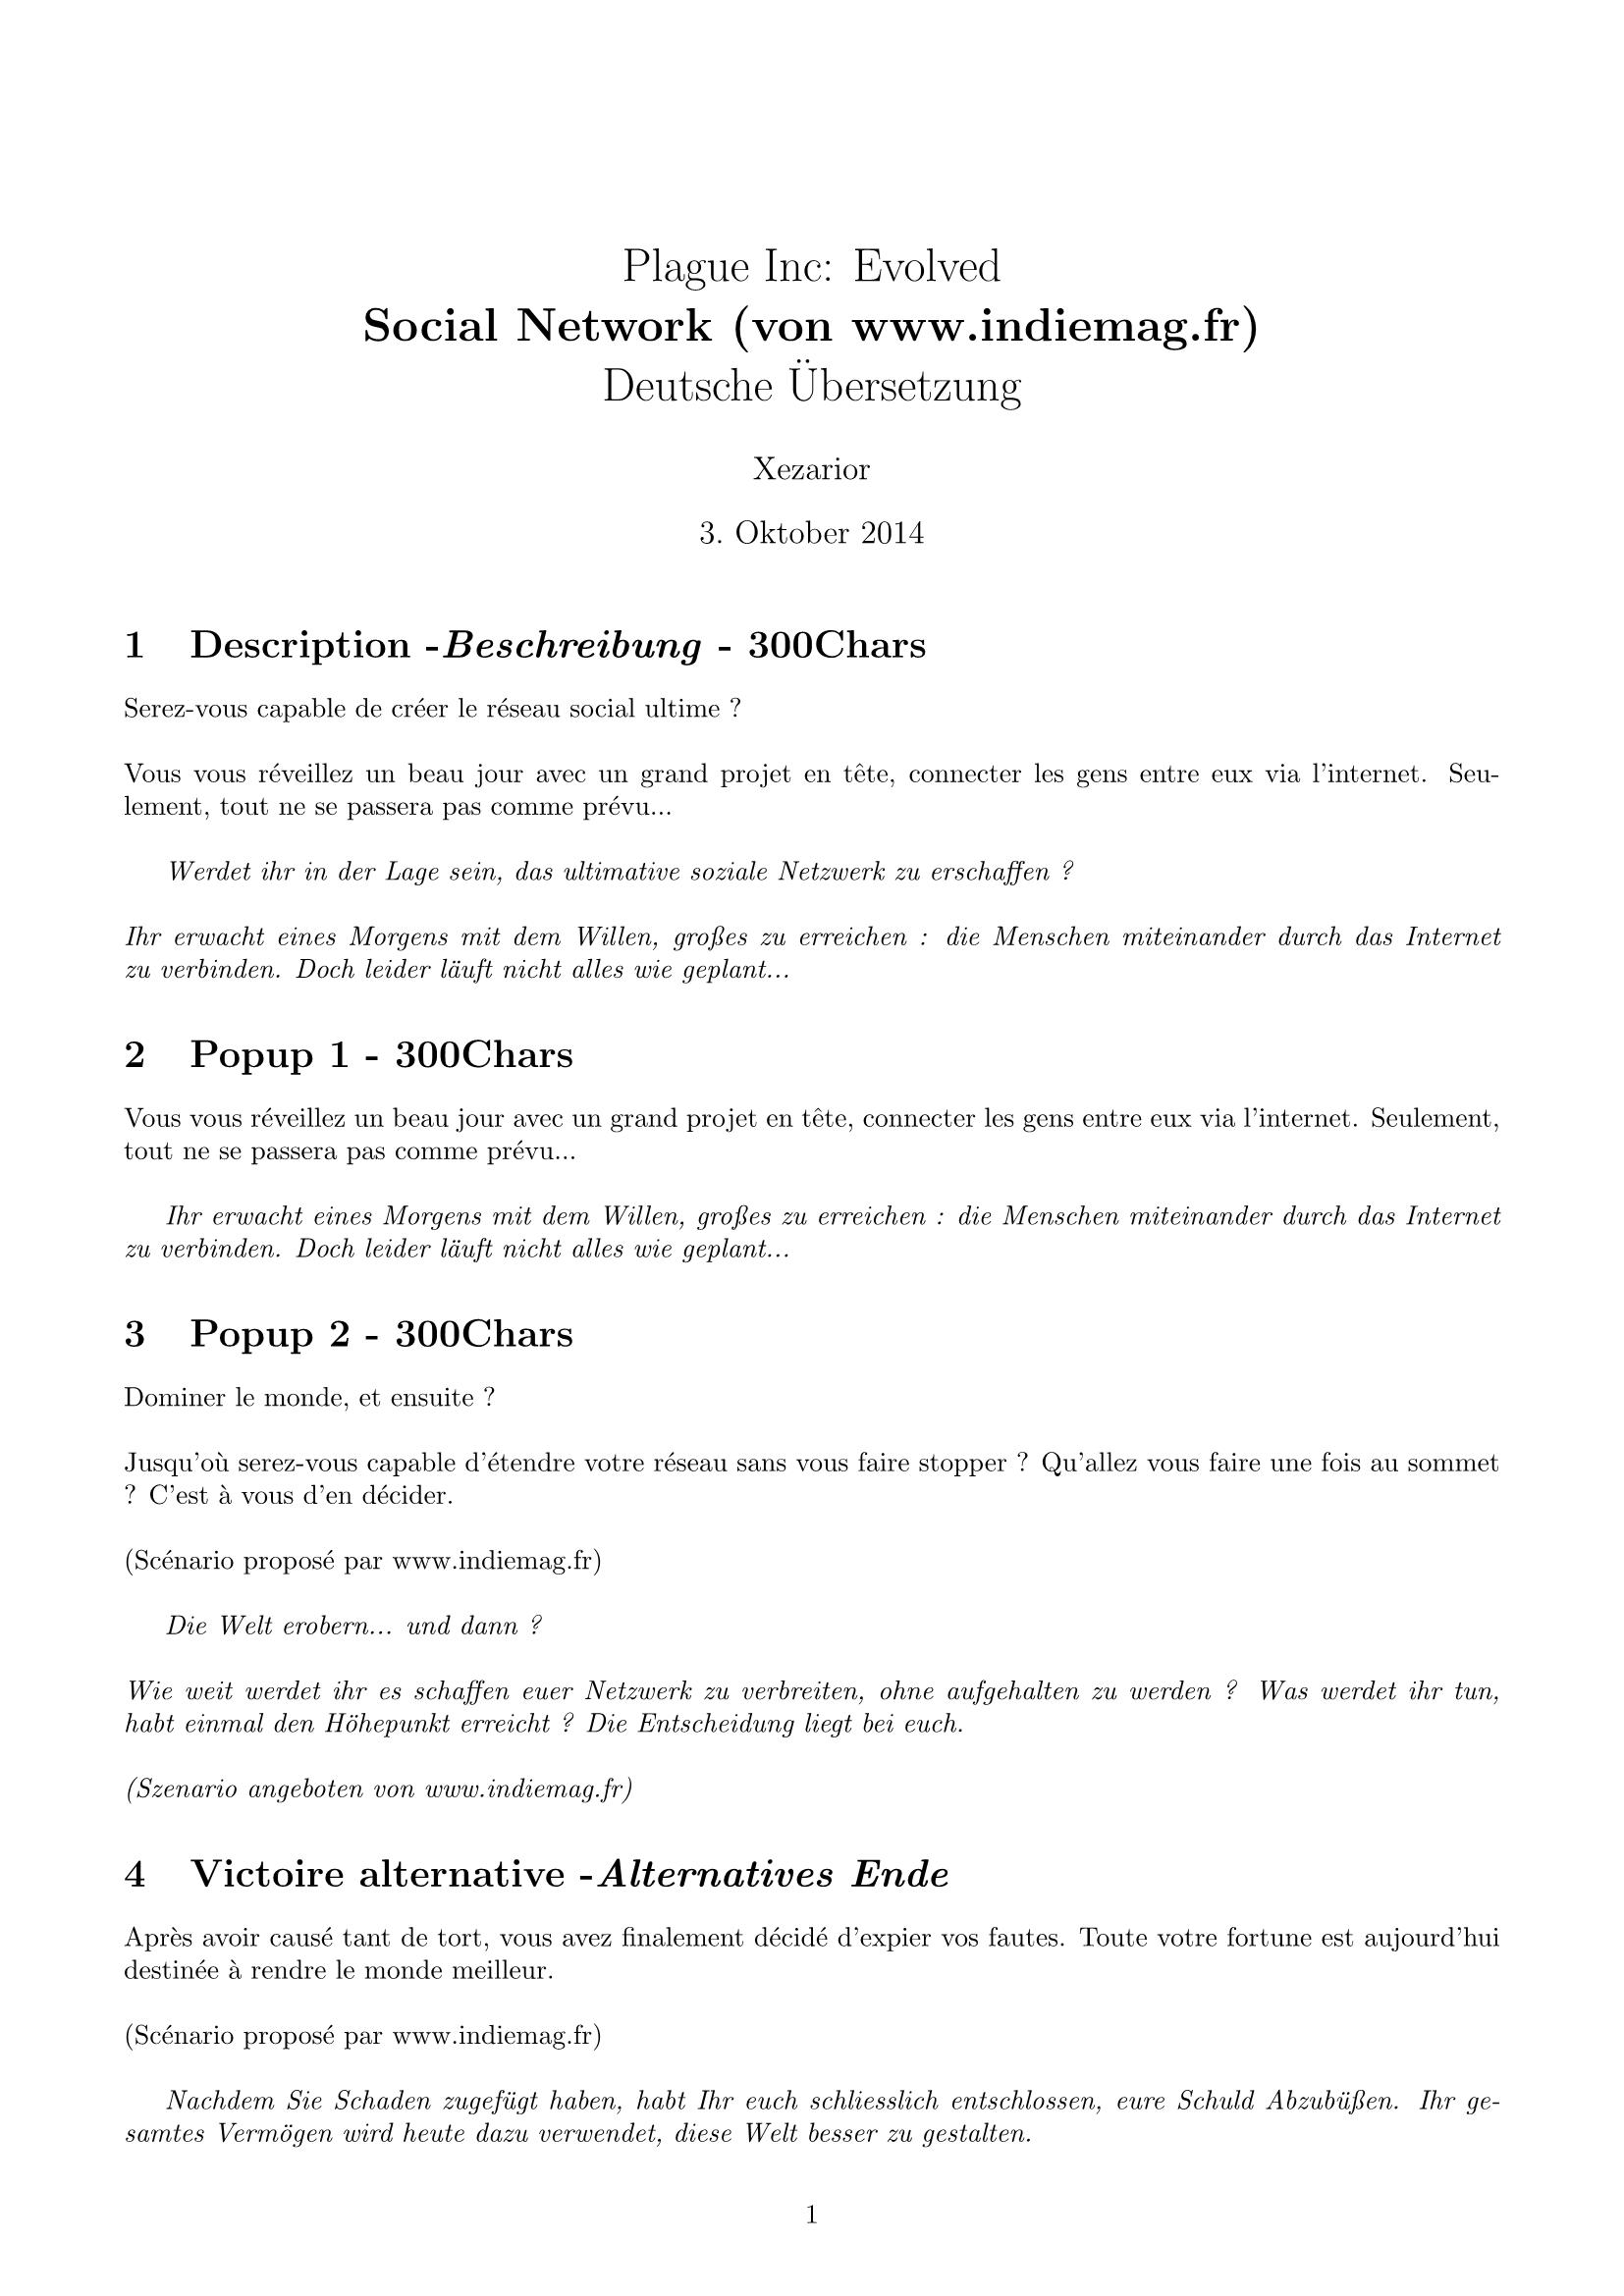 Plague Inc: Evolved
Social Network (von www.indiemag.fr)
Deutsche Übersetzung
Xezarior
3. Oktober 2014
1 Description -Beschreibung - 300Chars
Serez-vous capable de créer le réseau social ultime ?
Vous vous réveillez un beau jour avec un grand projet en tête, connecter les gens entre eux via l'internet. Seu-
lement, tout ne se passera pas comme prévu...
Werdet ihr in der Lage sein, das ultimative soziale Netzwerk zu erschaffen ?
Ihr erwacht eines Morgens mit dem Willen, großes zu erreichen : die Menschen miteinander durch das Internet
zu verbinden. Doch leider läuft nicht alles wie geplant...
2 Popup 1 - 300Chars
Vous vous réveillez un beau jour avec un grand projet en tête, connecter les gens entre eux via l'internet. Seulement,
tout ne se passera pas comme prévu...
Ihr erwacht eines Morgens mit dem Willen, großes zu erreichen : die Menschen miteinander durch das Internet
zu verbinden. Doch leider läuft nicht alles wie geplant...
3 Popup 2 - 300Chars
Dominer le monde, et ensuite ?
Jusqu'où serez-vous capable d'étendre votre réseau sans vous faire stopper ? Qu'allez vous faire une fois au sommet
? C'est à vous d'en décider.
(Scénario proposé par www.indiemag.fr)
Die Welt erobern... und dann ?
Wie weit werdet ihr es schaffen euer Netzwerk zu verbreiten, ohne aufgehalten zu werden ? Was werdet ihr tun,
habt einmal den Höhepunkt erreicht ? Die Entscheidung liegt bei euch.
(Szenario angeboten von www.indiemag.fr)
4 Victoire alternative -Alternatives Ende
Après avoir causé tant de tort, vous avez finalement décidé d'expier vos fautes. Toute votre fortune est aujourd'hui
destinée à rendre le monde meilleur.
(Scénario proposé par www.indiemag.fr)
Nachdem Sie Schaden zugefügt haben, habt Ihr euch schliesslich entschlossen, eure Schuld Abzubüßen. Ihr ge-
samtes Vermögen wird heute dazu verwendet, diese Welt besser zu gestalten.
1